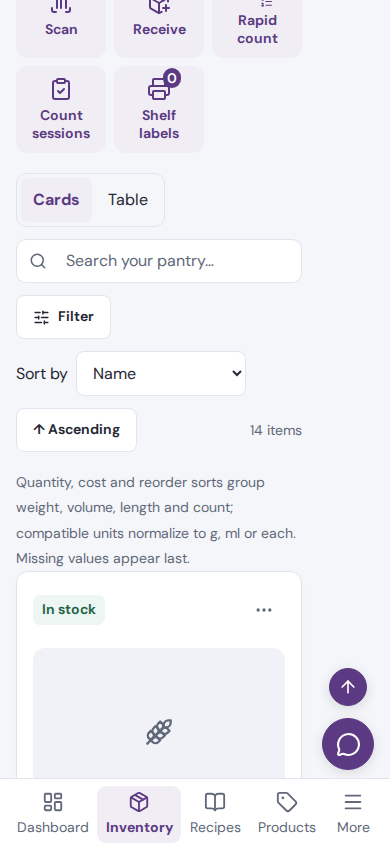 Scan
Receive
Rapid
count
Count
sessions
0
Shelf
labels
Cards
Table
Search your pantry...
Filter
Sort by
Name
↑ Ascending
14 items
Quantity, cost and reorder sorts group
weight, volume, length and count;
compatible units normalize to g, ml or each.
Missing values appear last.
In stock
Dashboard
Inventory
Recipes
Products
More